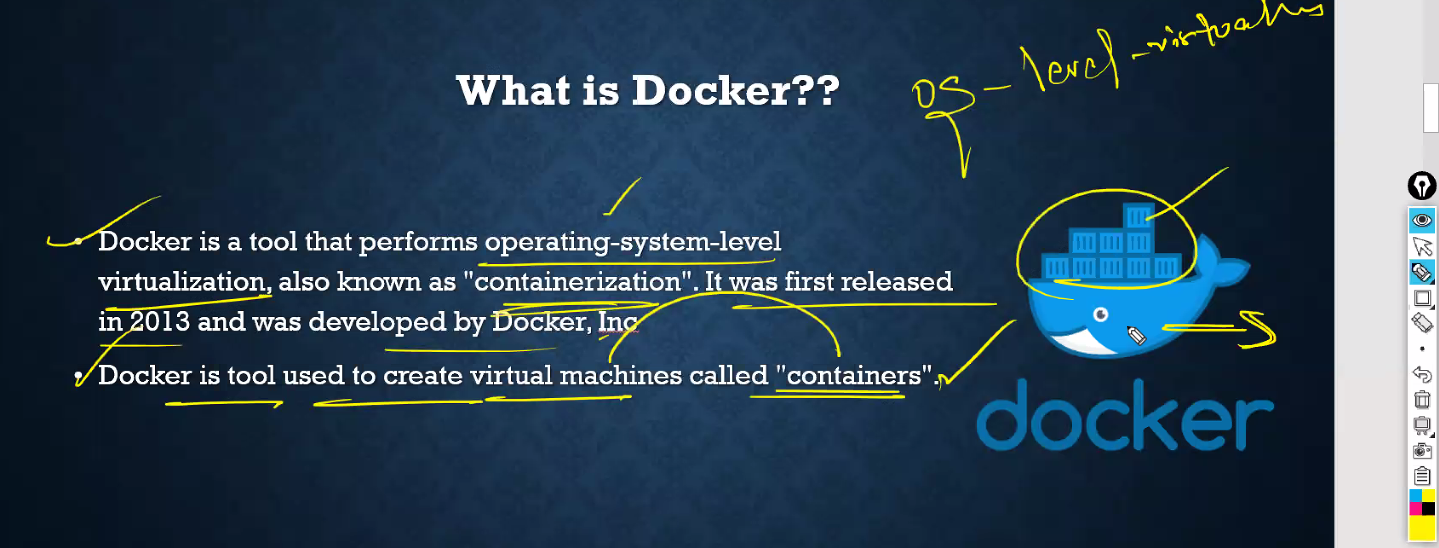 What is Docker??
OS - level - virtualis
• Docker is a tool that performs operating-system-level
virtualization, also known as "containerization". It was first released
in 2013 and was developed by Docker, Inc
• Docker is tool used to create virtual machines called "containers".
docker